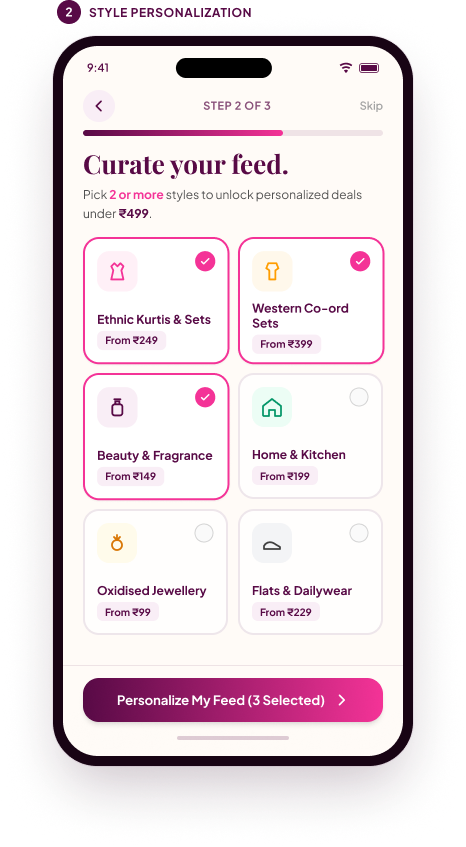 2 STYLE PERSONALIZATION
9:41
STEP 2 OF 3
Skip
Curate your feed.
Pick 2 or more styles to unlock personalized deals
under ₹499.
Ethnic Kurtis & Sets
From ₹249
Western Co-ord
Sets
From ₹399
Beauty & Fragrance
From ₹149
Home & Kitchen
From ₹199
Oxidised Jewellery
From ₹99
Flats & Dailywear
From ₹229
Personalize My Feed (3 Selected)